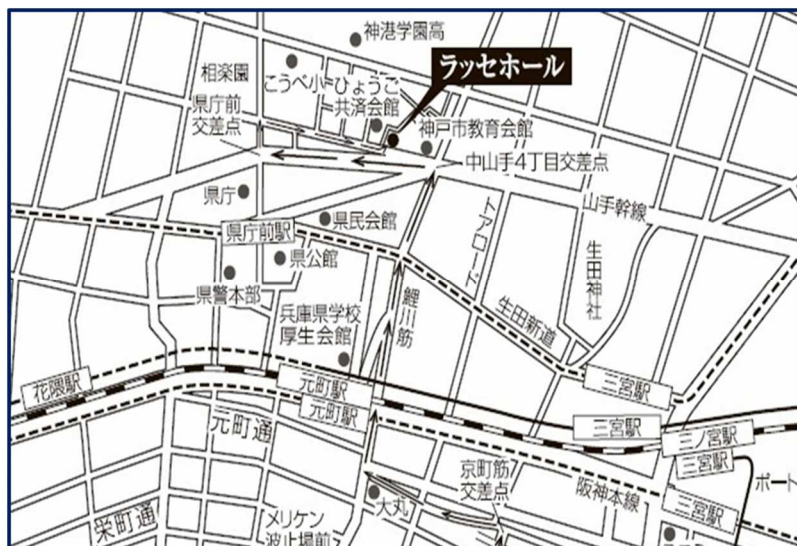 神港学園高
ラッセホール
相楽園
こうべ小
ひょうご
共済会館
県庁前
交差点
神戸市教育会館
中山手4丁目交差点
県庁
トアロード
山手幹線
県民会館
県庁前駅
生田神社
県公館
県警本部
兵庫県学校
厚生会館
鯉川筋
生田新道
花隈駅
元町駅
元町駅
三宮駅
元町通
三宮駅
三ノ宮駅
三宮駅
京町筋
交差点
阪神本線
ポート
大丸
三宮駅
栄町通
メリケン
波止場前